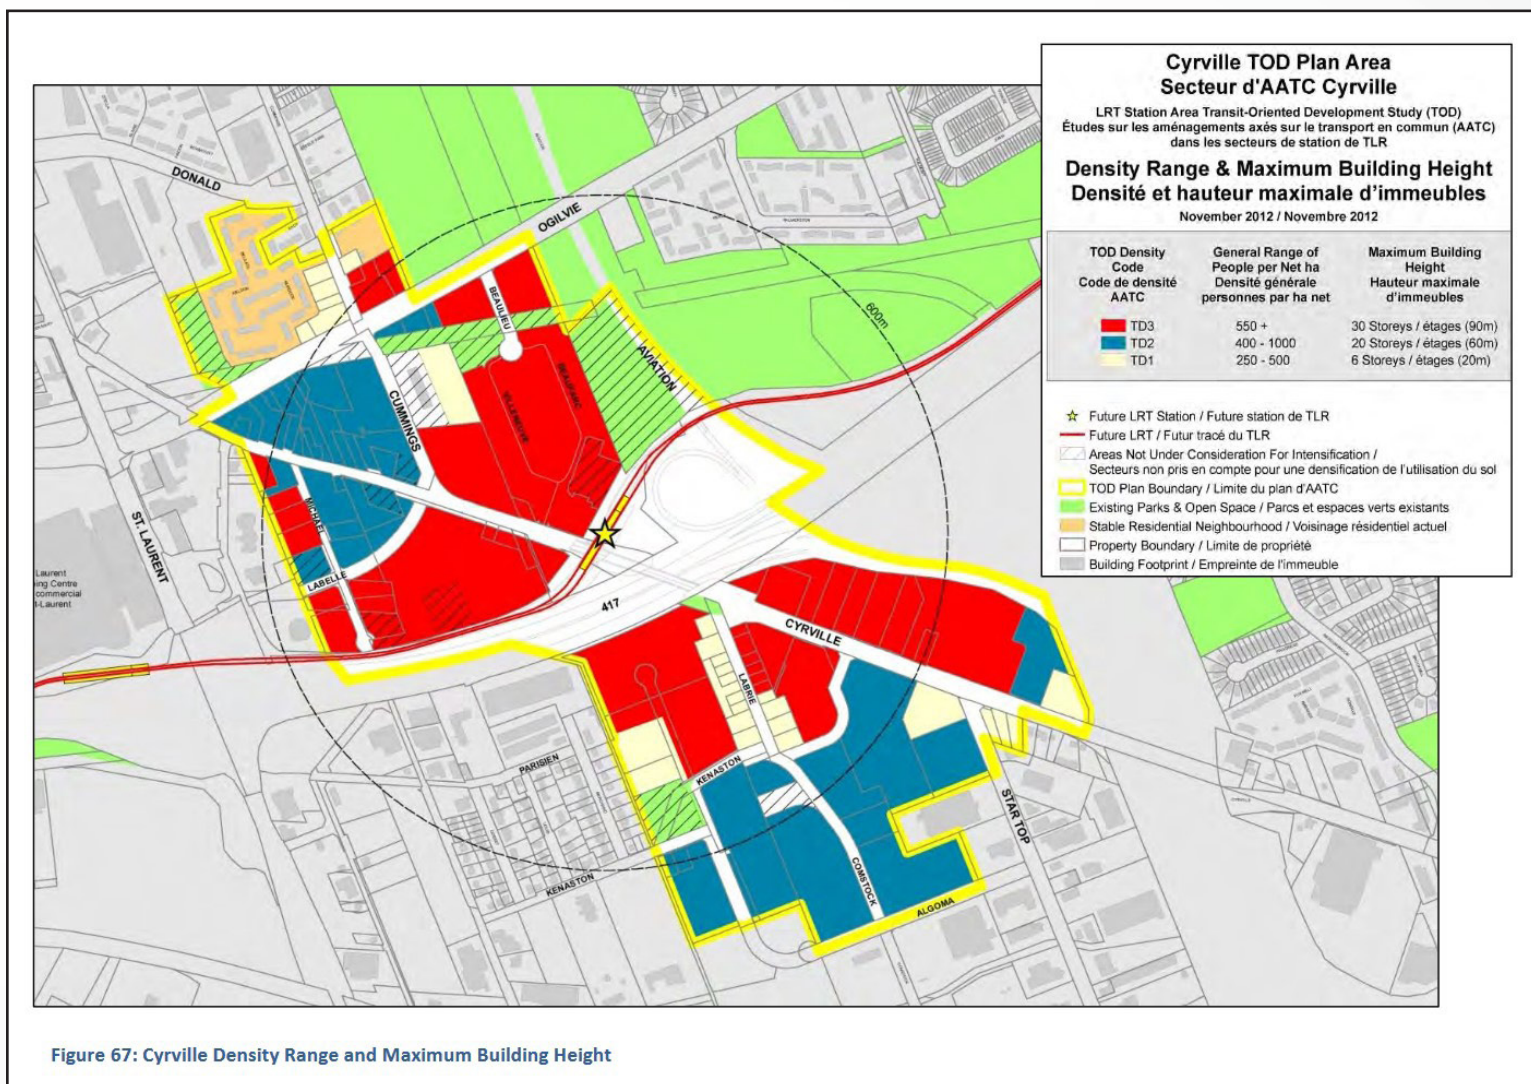 Cyrville TOD Plan Area
Secteur d'AATC Cyrville
LRT Station Area Transit-Oriented Development Study (TOD)
Études sur les aménagements axés sur le transport en commun (AATC)
dans les secteurs de station de TLR
Density Range & Maximum Building Height
Densité et hauteur maximale d'immeubles
November 2012 / Novembre 2012
TOD Density
Code
Code de densité
AATC
General Range of
People per Net ha
Densité générale
personnes par ha net
Maximum Building
Height
Hauteur maximale
d'immeubles
TD3 550 + 30 Storeys / étages (90m)
TD2 400 - 1000 20 Storeys / étages (60m)
TD1 250 - 500 6 Storeys / étages (20m)
Future LRT Station / Future station de TLR
Future LRT / Futur tracé du TLR
Areas Not Under Consideration For Intensification /
Secteurs non pris en compte pour une densification de l'utilisation du sol
TOD Plan Boundary / Limite du plan d'AATC
Existing Parks & Open Space / Parcs et espaces verts existants
Stable Residential Neighbourhood / Voisinage résidentiel actuel
Property Boundary / Limite de propriété
Building Footprint / Empreinte de l'immeuble
DONALD
OGILVIE
BEAULIEU
600m
AVIATION
CUMMINGS
VILLENEUVE
BEAUPARC
MICHAEL
ST. LAURENT
LABELLE
Laurent
ing Centre
commercial
t-Laurent
417
CYRVILLE
LABRIE
PARISIEN
KENASTON
STAR TOP
KENASTON
COMSTOCK
ALGOMA
Figure 67: Cyrville Density Range and Maximum Building Height